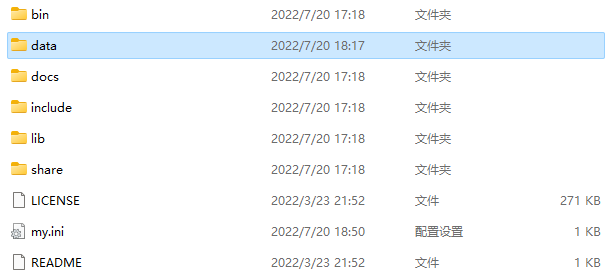 bin 2022/7/20 17:18 文件夹
data 2022/7/20 18:17 文件夹
docs 2022/7/20 17:18 文件夹
include 2022/7/20 17:18 文件夹
lib 2022/7/20 17:18 文件夹
share 2022/7/20 17:18 文件夹
LICENSE 2022/3/23 21:52 文件 271 KB
my.ini 2022/7/20 18:50 配置设置 1 KB
README 2022/3/23 21:52 文件 1 KB